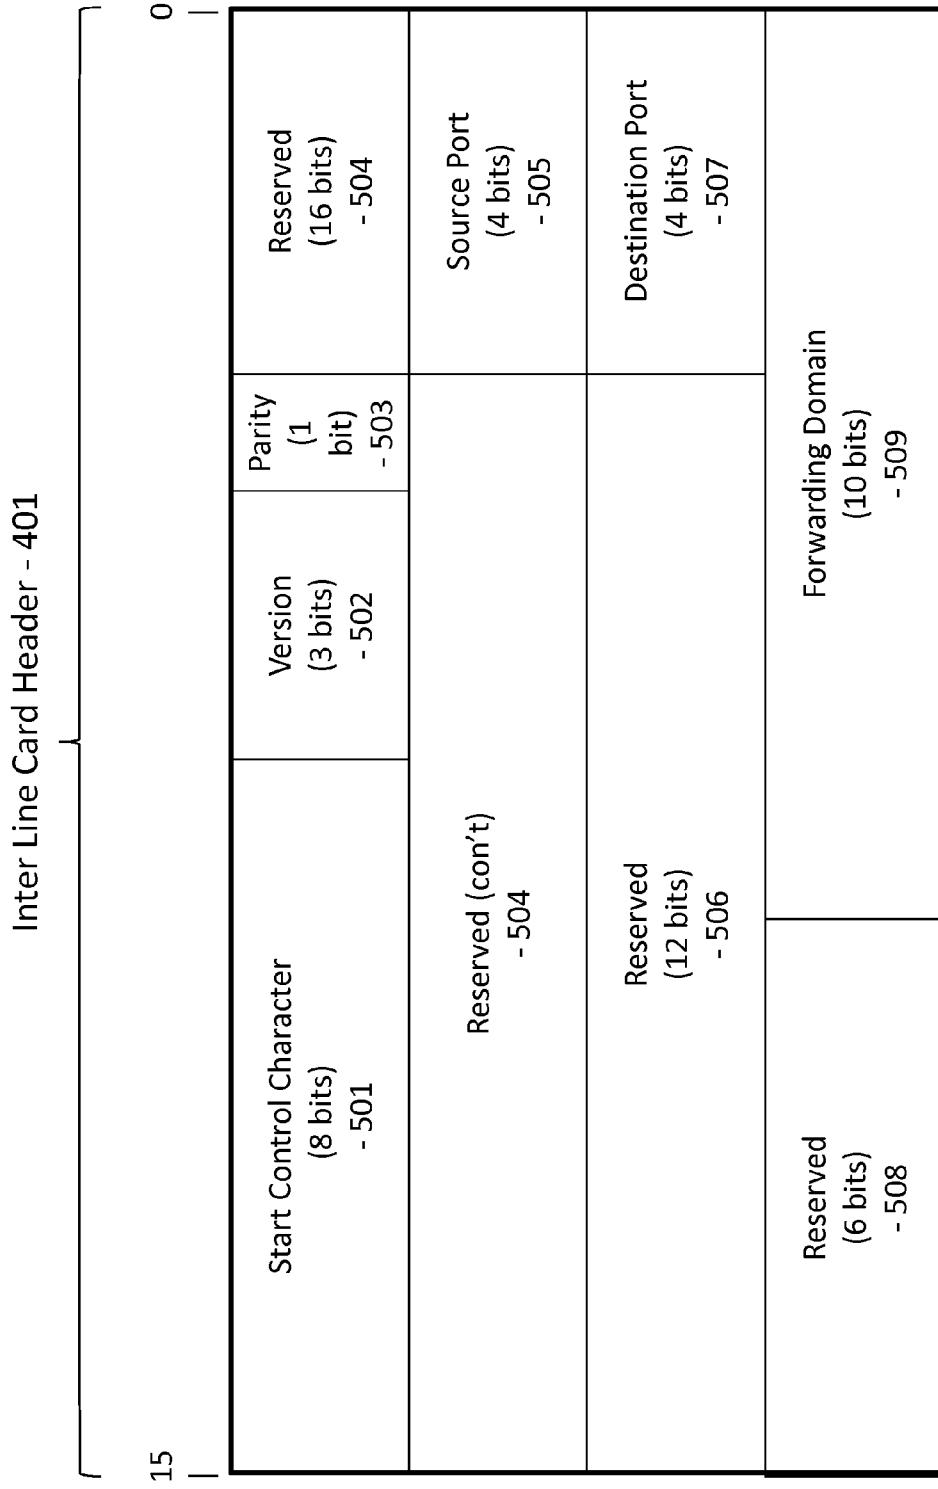 Inter Line Card Header - 401
15
0
Start Control Character
(8 bits)
- 501
Version
(3 bits)
- 502
Parity
(1
bit)
- 503
Reserved
(16 bits)
- 504
Reserved (con't)
- 504
Source Port
(4 bits)
- 505
Reserved
(12 bits)
- 506
Destination Port
(4 bits)
- 507
Reserved
(6 bits)
- 508
Forwarding Domain
(10 bits)
- 509